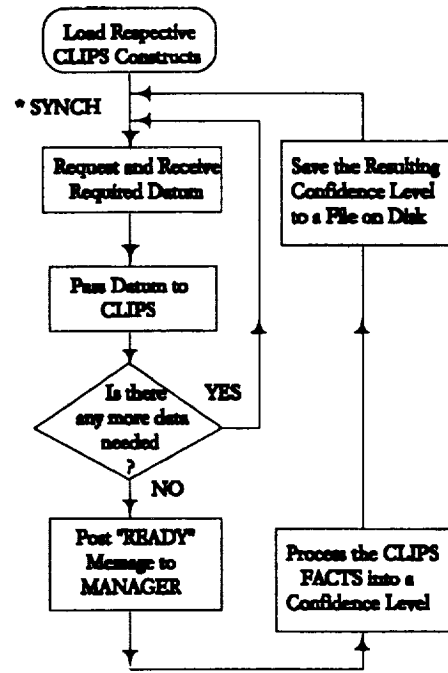 Load Respective
CLIPS Constructs
* SYNCH
Request and Receive
Required Datum
Pass Datum to
CLIPS
Is there
any more data
needed
?
YES
NO
Post "READY"
Message to
MANAGER
Process the CLIPS
FACTS into a
Confidence Level
Save the Resulting
Confidence Level
to a File on Disk